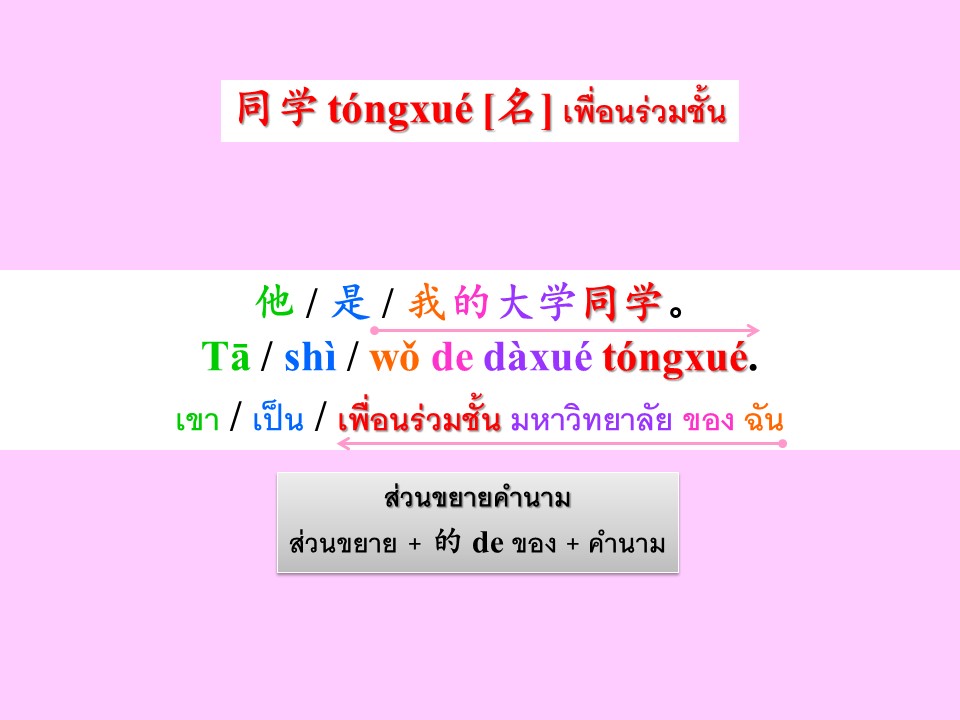 同学 tóngxué [名] เพื่อนร่วมชั้น
他 / 是 / 我的大学同学。
Tā / shì / wǒ de dàxué tóngxué.
เขา / เป็น / เพื่อนร่วมชั้น มหาวิทยาลัย ของ ฉัน
ส่วนขยายคำนาม
ส่วนขยาย + 的 de ของ + คำนาม